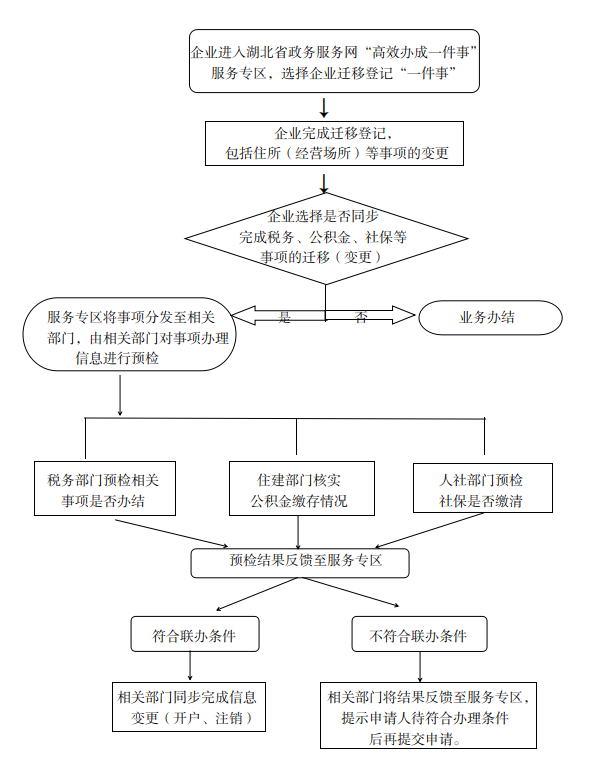 企业进入湖北省政务服务网“高效办成一件事”
服务专区，选择企业迁移登记“一件事”
企业完成迁移登记，
包括住所（经营场所）等事项的变更
企业选择是否同步
完成税务、公积金、社保等
事项的迁移（变更）
是
否
服务专区将事项分发至相关
部门，由相关部门对事项办理
信息进行预检
业务办结
税务部门预检相关
事项是否办结
住建部门核实
公积金缴存情况
人社部门预检
社保是否缴清
预检结果反馈至服务专区
符合联办条件
不符合联办条件
相关部门同步完成信息
变更（开户、注销）
相关部门将结果反馈至服务专区，
提示申请人待符合办理条件
后再提交申请。